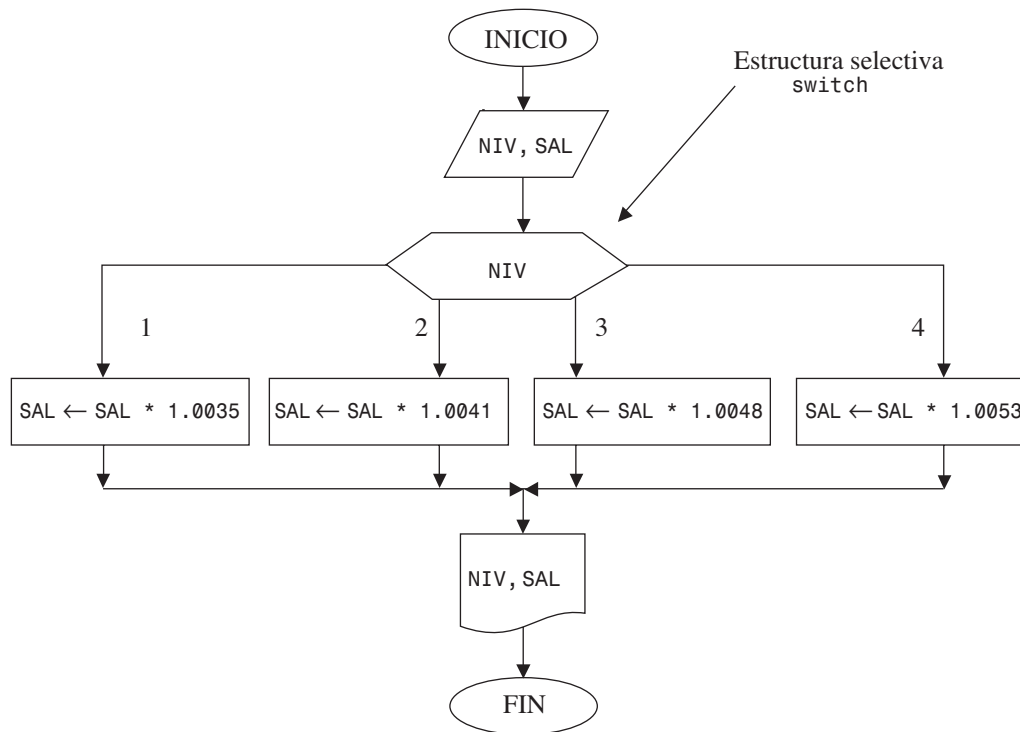 INICIO
Estructura selectiva
switch
NIV, SAL
NIV
1
2
3
4
SAL ← SAL * 1.0035
SAL ← SAL * 1.0041
SAL ← SAL * 1.0048
SAL ← SAL * 1.0053
NIV, SAL
FIN